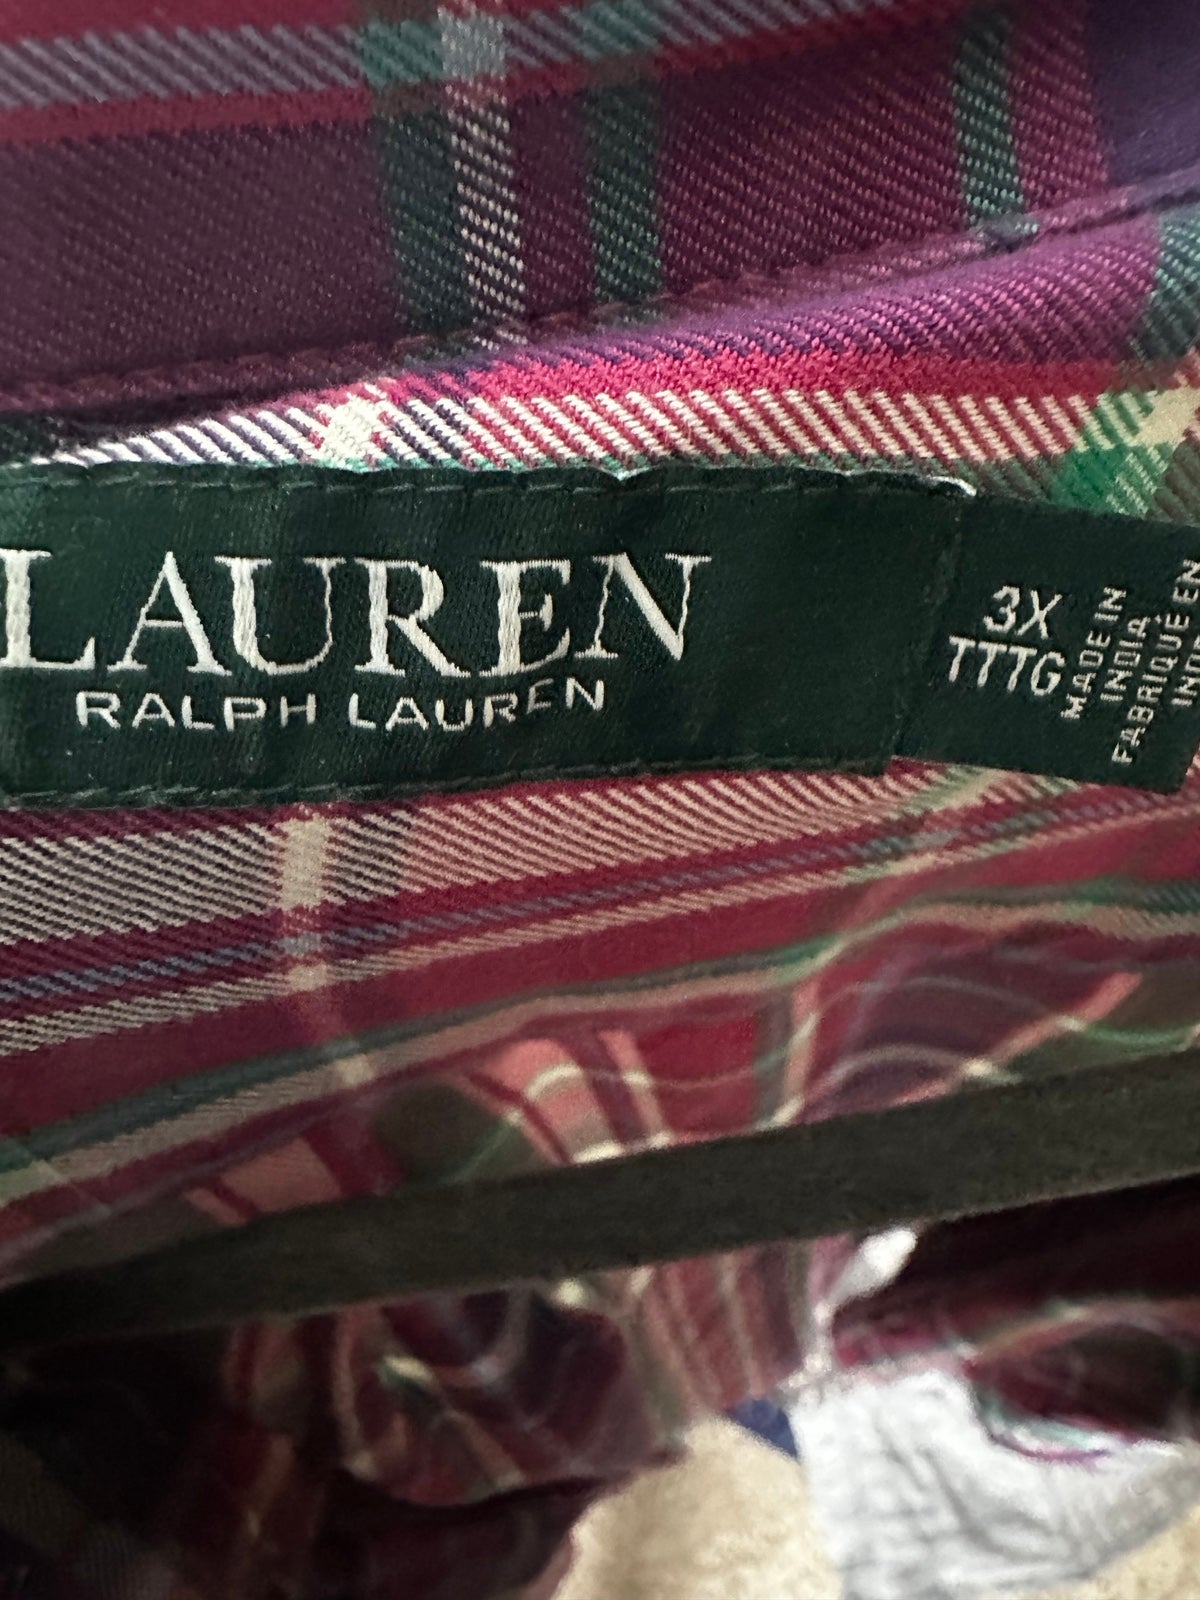 LAUREN
RALPH LAUREN
3X
TTTG
MADE IN
INDIA
FABRIQUÉ EN